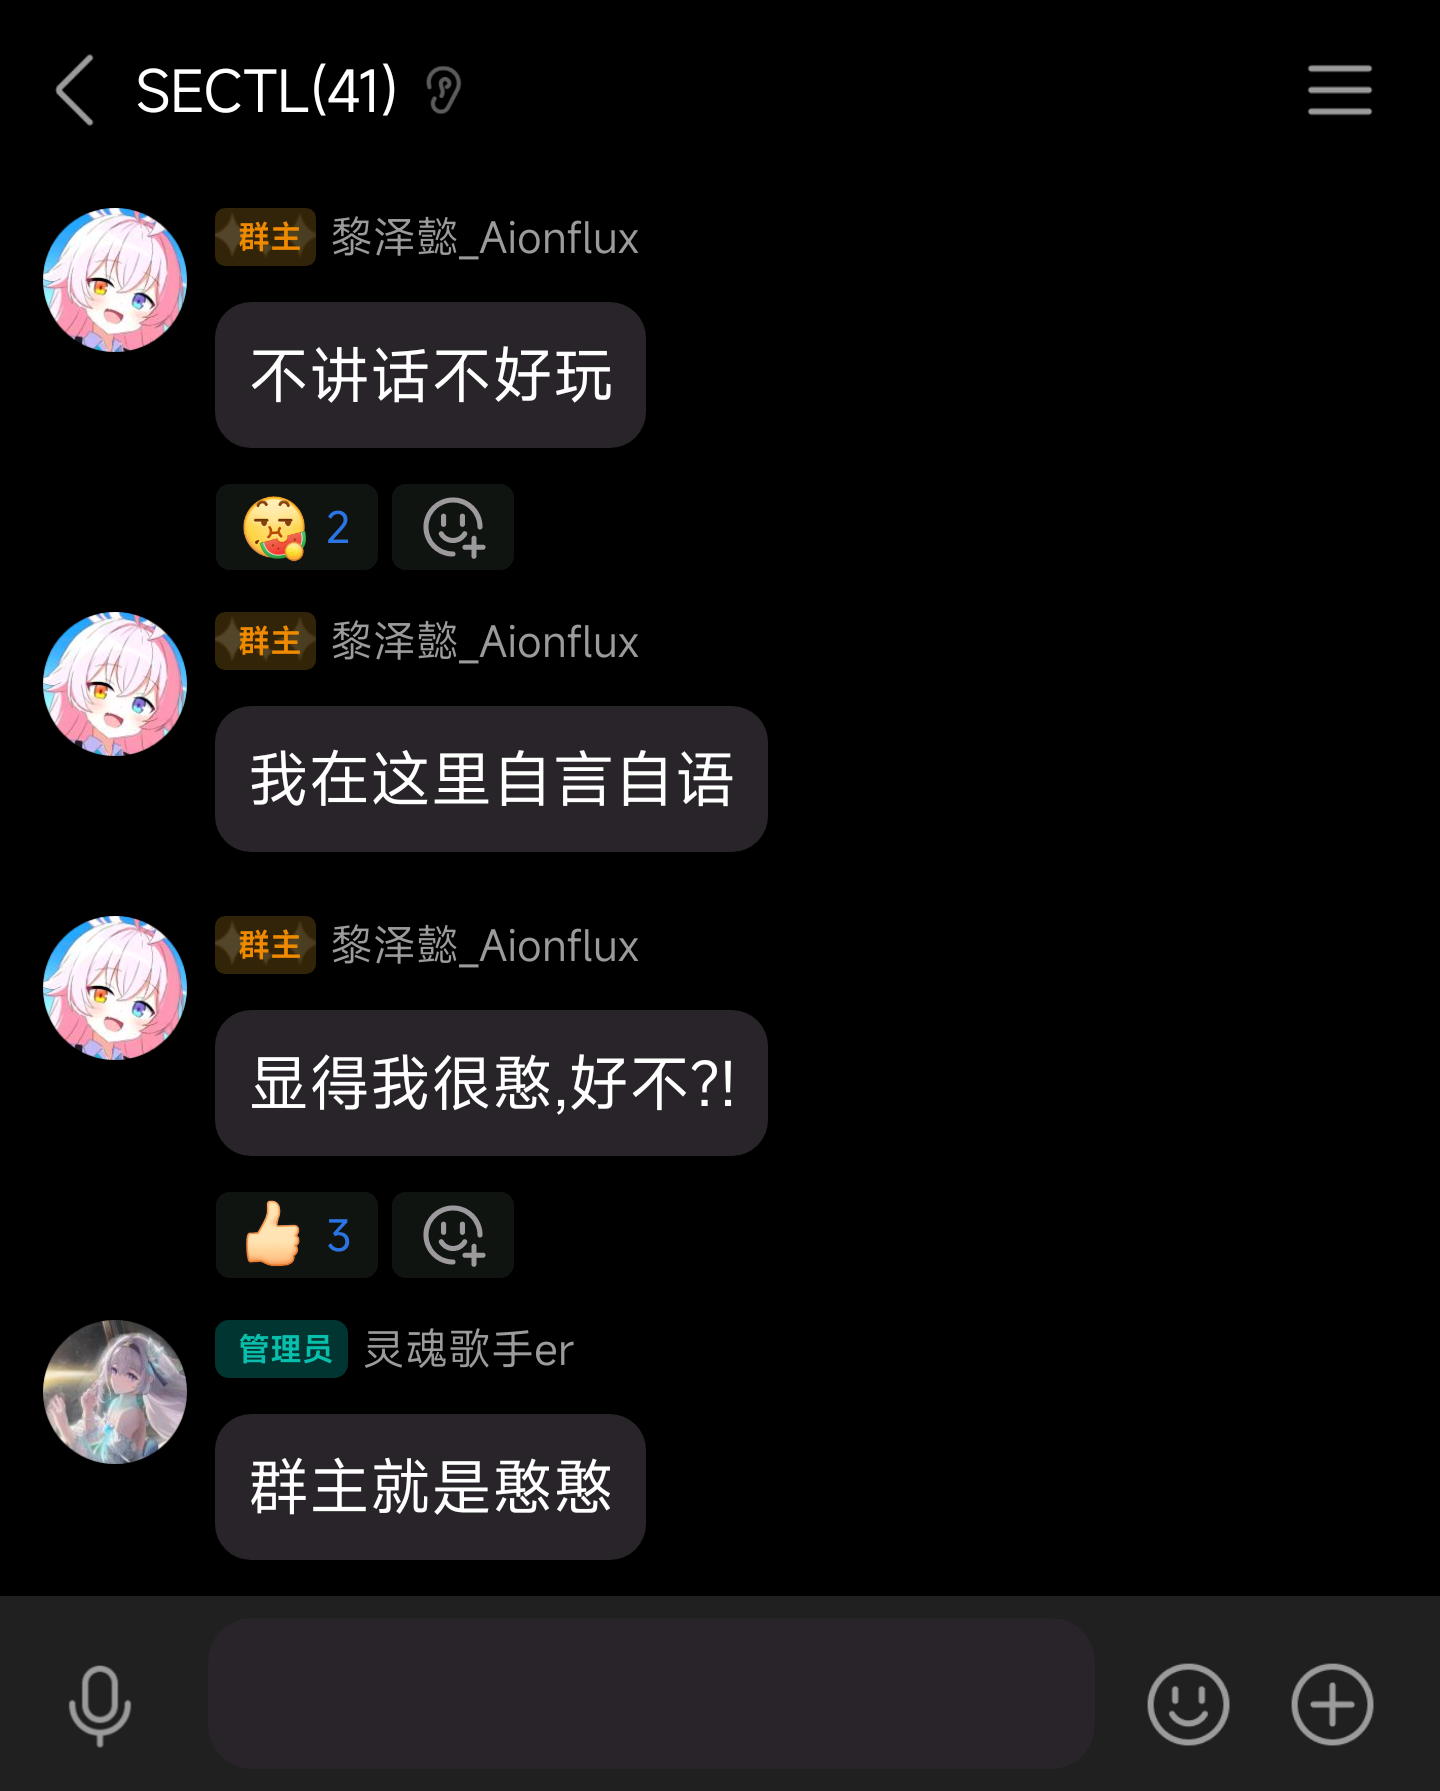 SECTL(41)
群主 黎泽懿_Aionflux
不讲话不好玩
2
群主 黎泽懿_Aionflux
我在这里自言自语
群主 黎泽懿_Aionflux
显得我很憨,好不?!
3
管理员 灵魂歌手er
群主就是憨憨